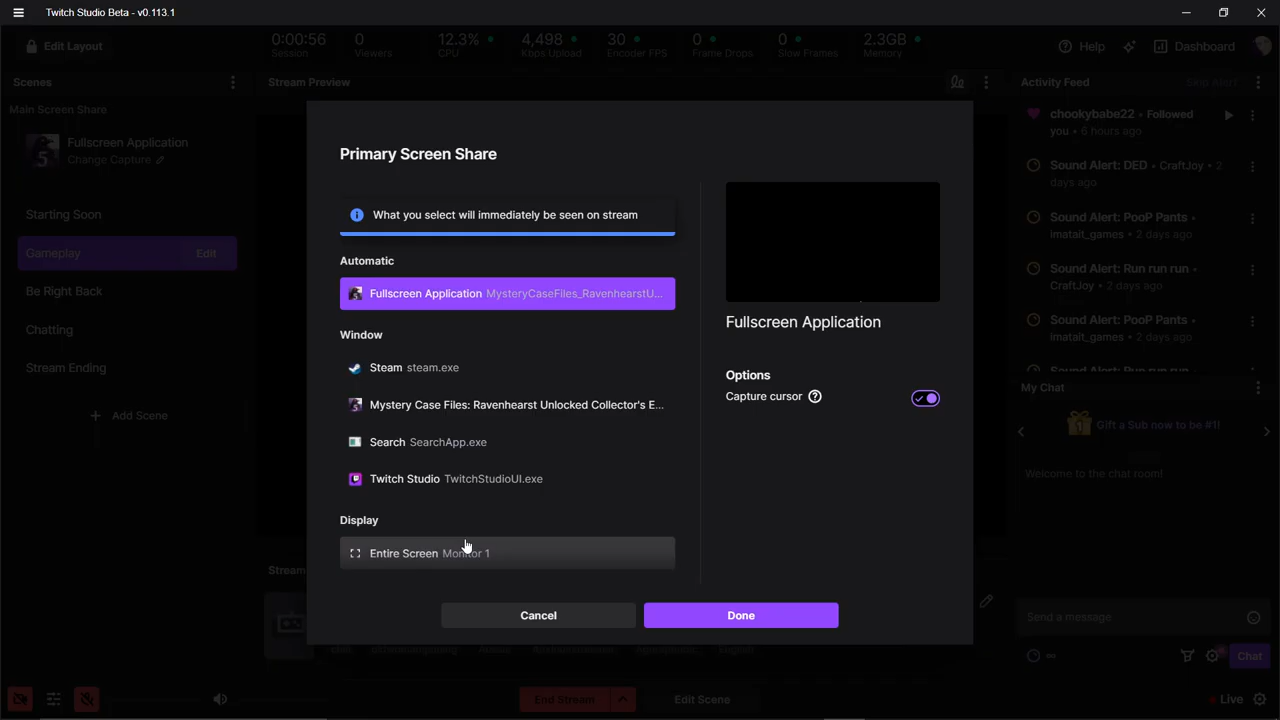 Twitch Studio Beta - v0.113.1
Edit Layout
0:00:56
Session
0
Viewers
12.3%
CPU
4,498
Kbps Upload
30
Encoder FPS
0
Frame Drops
0
Slow Frames
2.3GB
Memory
Help
Dashboard
Scenes
Stream Preview
Activity Feed
Skip Alert
Main Screen Share
Fullscreen Application
Change Capture
Starting Soon
Gameplay
Edit
Be Right Back
Chatting
Stream Ending
Add Scene
Primary Screen Share
What you select will immediately be seen on stream
Automatic
Fullscreen Application MysteryCaseFiles_RavenhearstU...
Window
Steam steam.exe
Mystery Case Files: Ravenhearst Unlocked Collector's E...
Search SearchApp.exe
Twitch Studio TwitchStudioUI.exe
Display
Entire Screen Monitor 1
Cancel
Done
Fullscreen Application
Options
Capture cursor
chookybabe22 • Followed
you • 6 hours ago
Sound Alert: DED • CraftJoy • 2
days ago
Sound Alert: PooP Pants •
imatait_games • 2 days ago
Sound Alert: Run run run •
CraftJoy • 2 days ago
Sound Alert: PooP Pants •
imatait_games • 2 days ago
Sound Alert: Run run run •
My Chat
Gift a Sub now to be #1!
Welcome to the chat room!
Stream
Send a message
Chat
End Stream
Edit Scene
Live